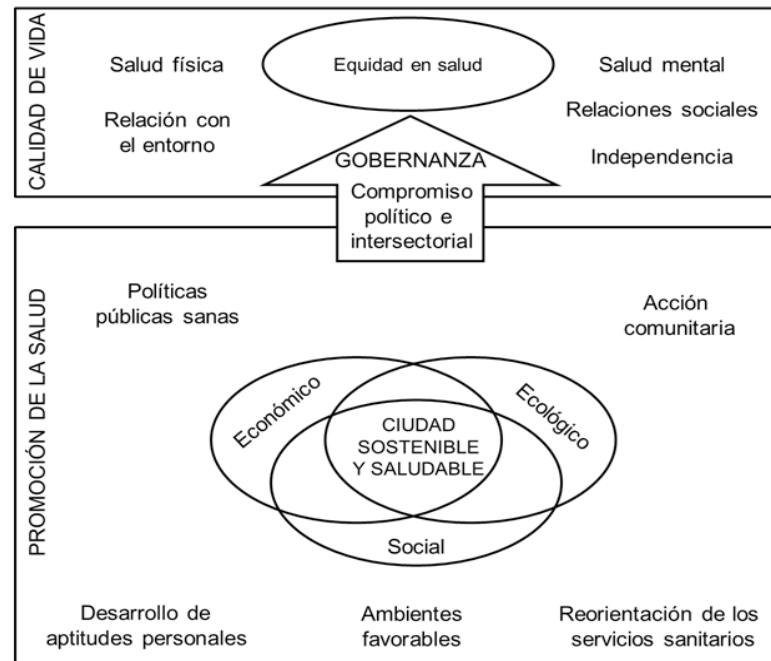 CALIDAD DE VIDA
Salud física
Equidad en salud
Salud mental
Relación con
el entorno
Relaciones sociales
Independencia
GOBERNANZA
Compromiso
político e
intersectorial
PROMOCIÓN DE LA SALUD
Políticas
públicas sanas
Acción
comunitaria
Económico
Ecológico
CIUDAD
SOSTENIBLE
Y SALUDABLE
Social
Desarrollo de
aptitudes personales
Ambientes
favorables
Reorientación de los
servicios sanitarios